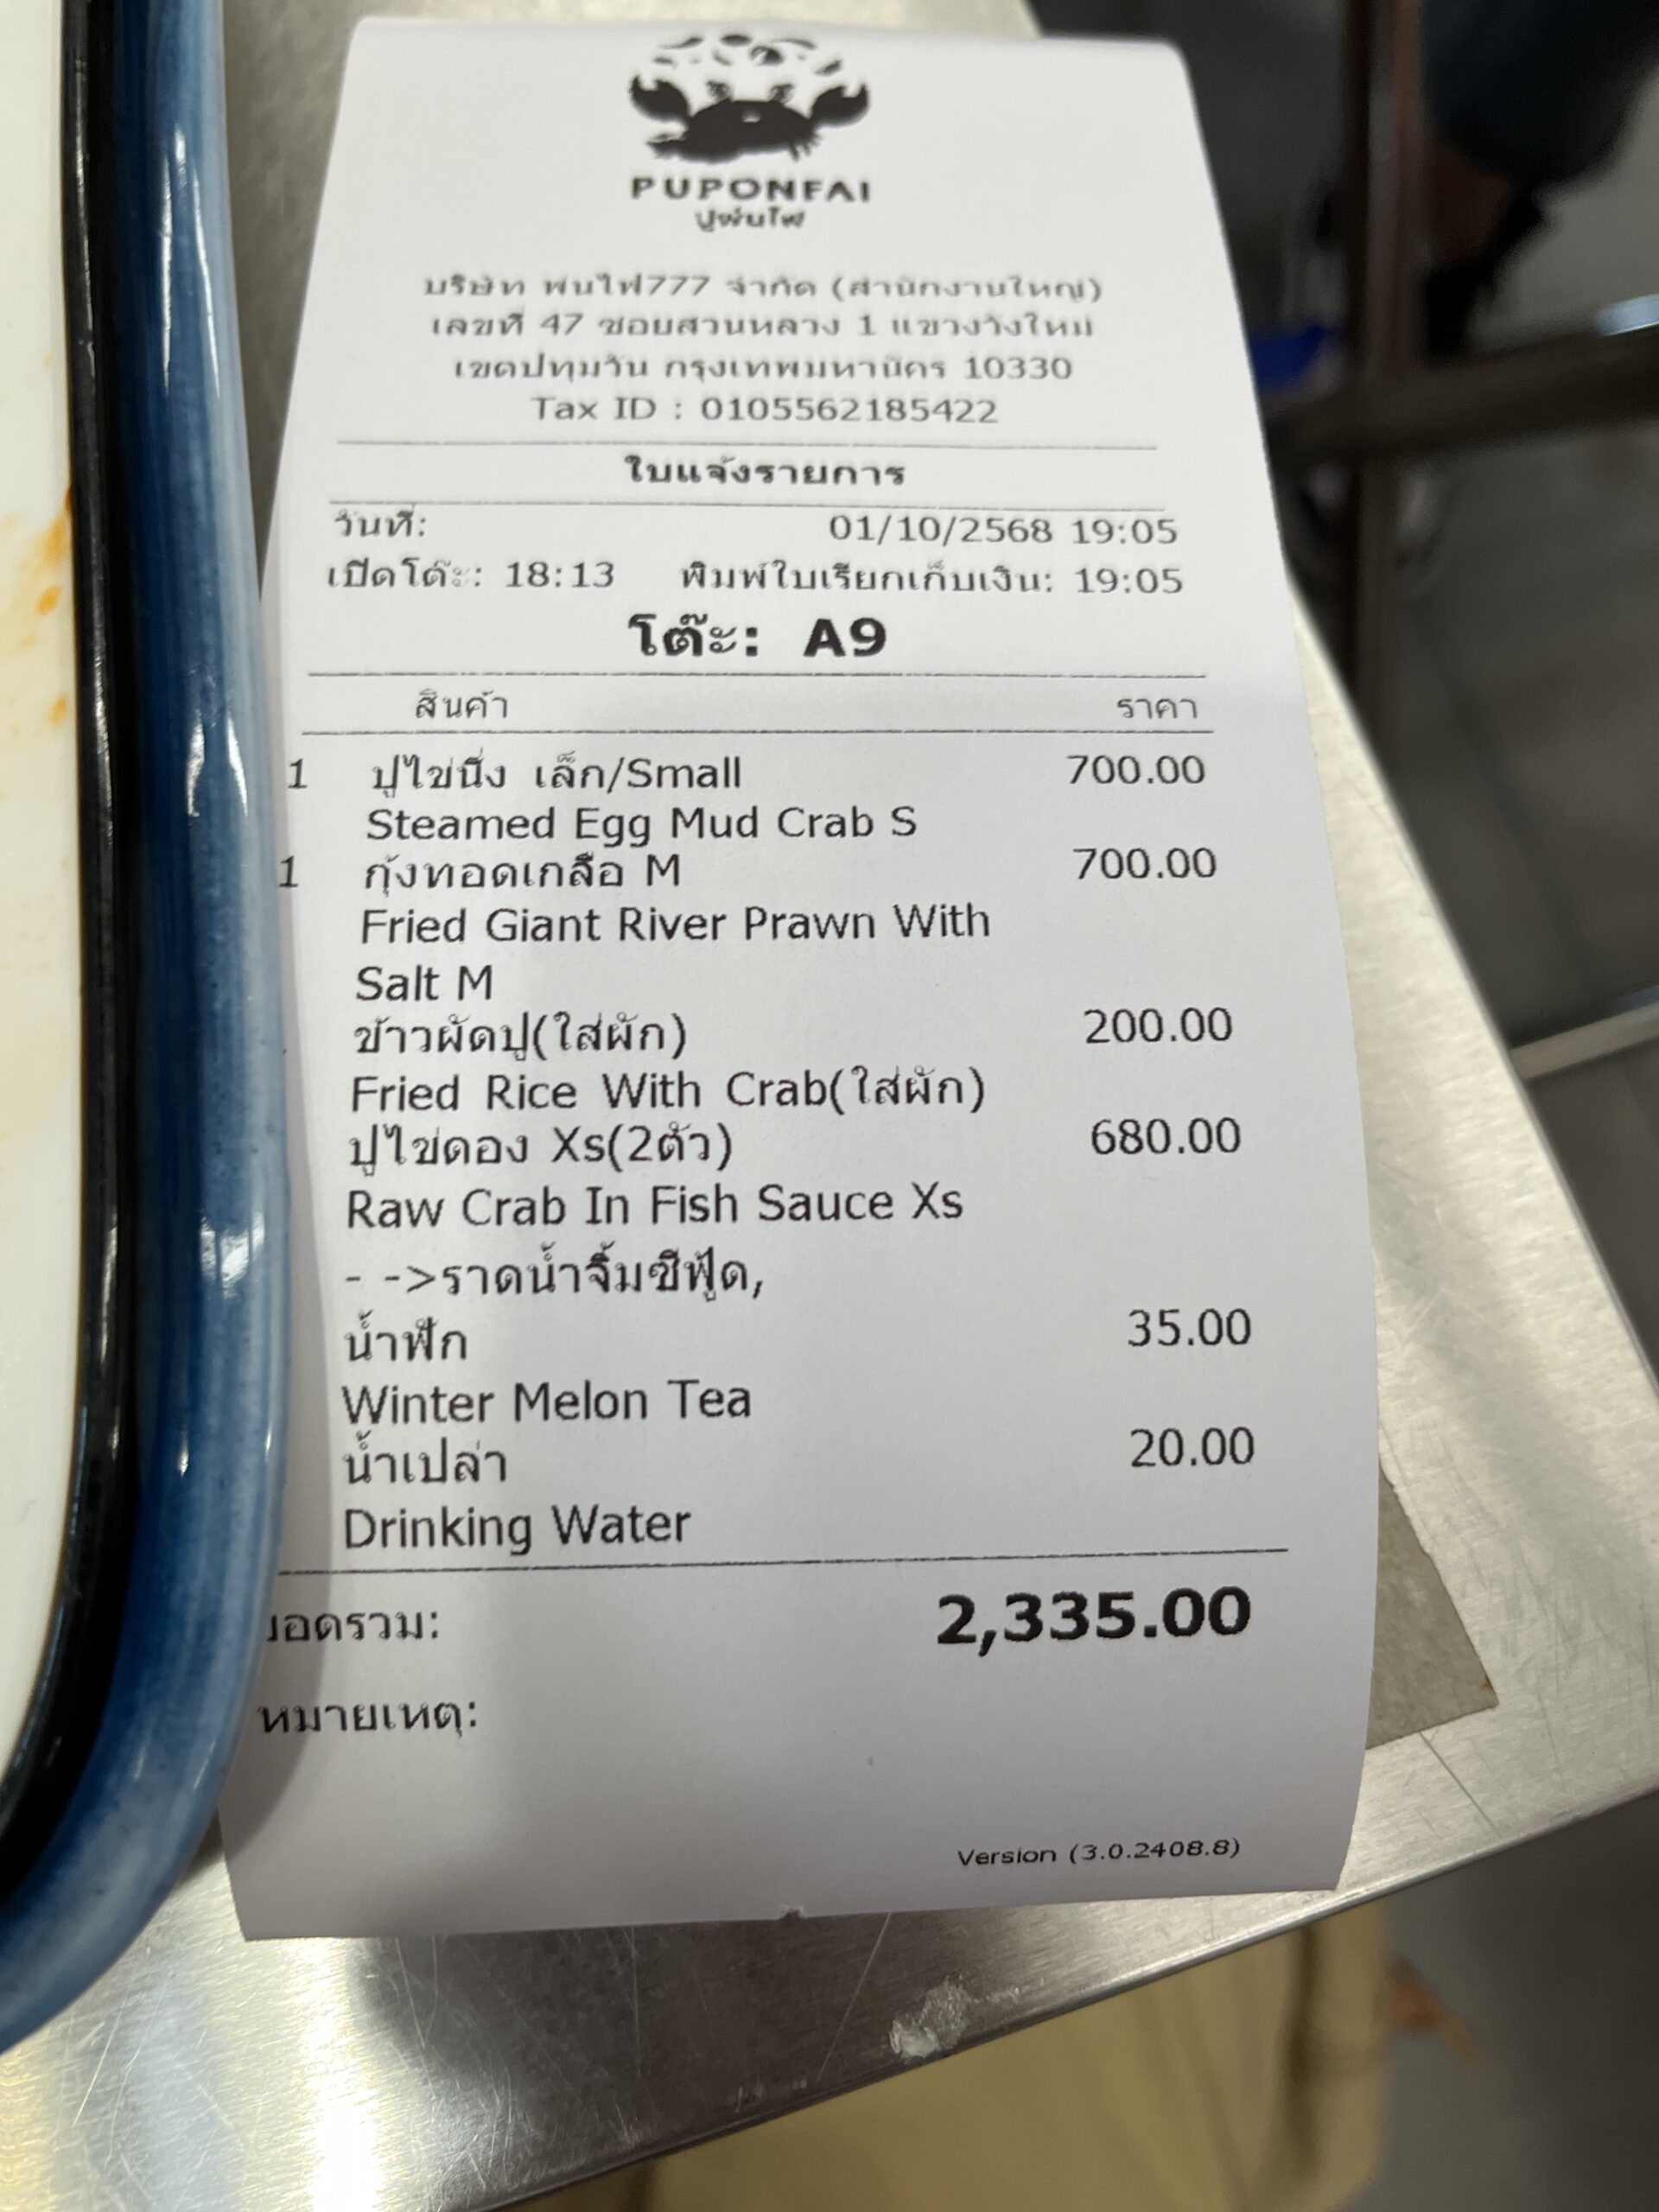 PUPONFAI
ปูพ่นไฟ
บริษัท พ่นไฟ777 จำกัด (สำนักงานใหญ่)
เลขที่ 47 ซอยสวนหลวง 1 แขวงวังใหม่
เขตปทุมวัน กรุงเทพมหานคร 10330
Tax ID : 0105562185422
ใบแจ้งรายการ
วันที่: 01/10/2568 19:05
เปิดโต๊ะ: 18:13 พิมพ์ใบเรียกเก็บเงิน: 19:05
โต๊ะ: A9
สินค้า ราคา
1 ปูไข่นึ่ง เล็ก/Small 700.00
Steamed Egg Mud Crab S
1 กุ้งทอดเกลือ M 700.00
Fried Giant River Prawn With
Salt M
ข้าวผัดปู(ใส่ผัก) 200.00
Fried Rice With Crab(ใส่ผัก)
ปูไข่ดอง Xs(2ตัว) 680.00
Raw Crab In Fish Sauce Xs
- ->ราดน้ำจิ้มซีฟู้ด,
น้ำฟัก 35.00
Winter Melon Tea
น้ำเปล่า 20.00
Drinking Water
ยอดรวม: 2,335.00
หมายเหตุ:
Version (3.0.2408.8)